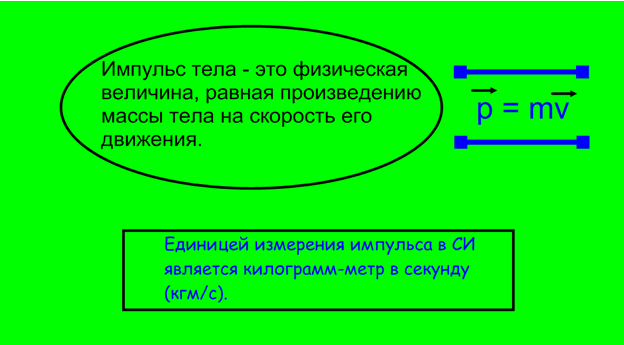 Импульс тела - это физическая
величина, равная произведению
массы тела на скорость его
движения.
p = mv
Единицей измерения импульса в СИ
является килограмм-метр в секунду
(кгм/с).